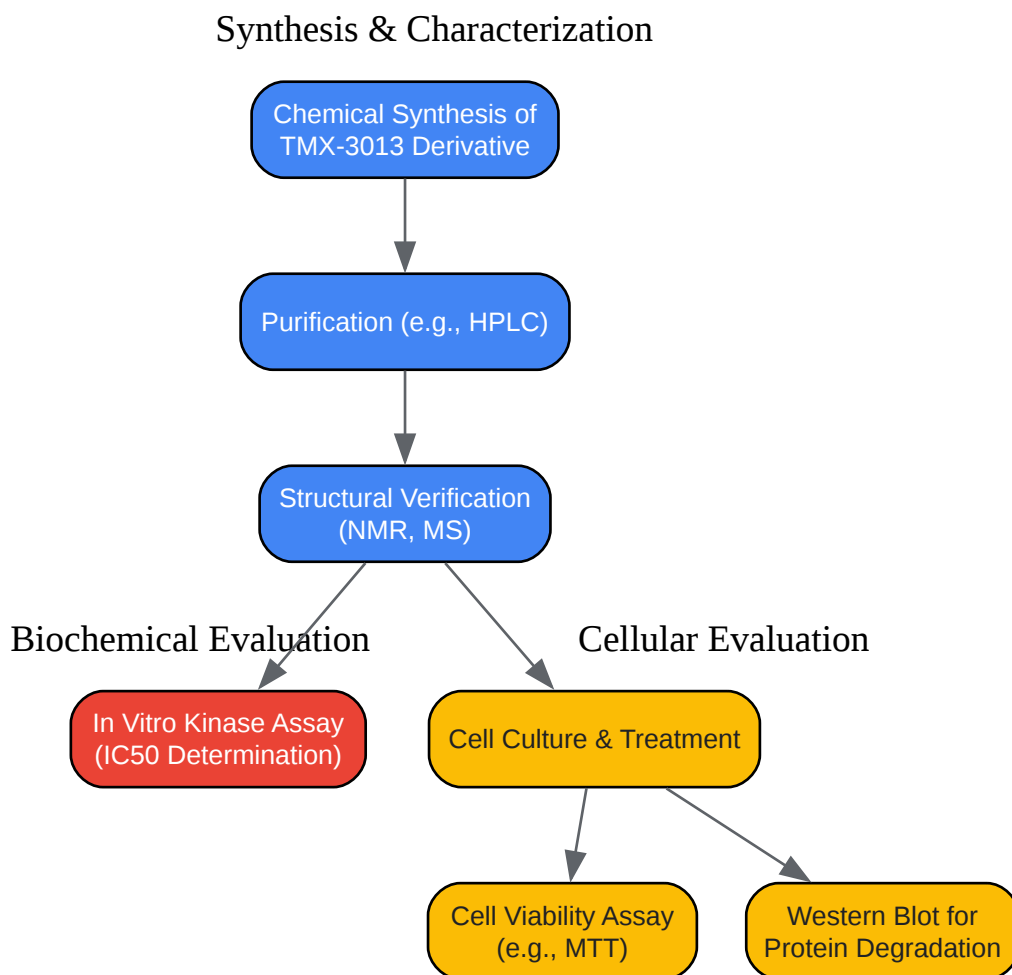 Synthesis & Characterization
Chemical Synthesis of
TMX-3013 Derivative
Purification (e.g., HPLC)
Structural Verification
(NMR, MS)
Biochemical Evaluation
Cellular Evaluation
In Vitro Kinase Assay
(IC50 Determination)
Cell Culture & Treatment
Cell Viability Assay
(e.g., MTT)
Western Blot for
Protein Degradation